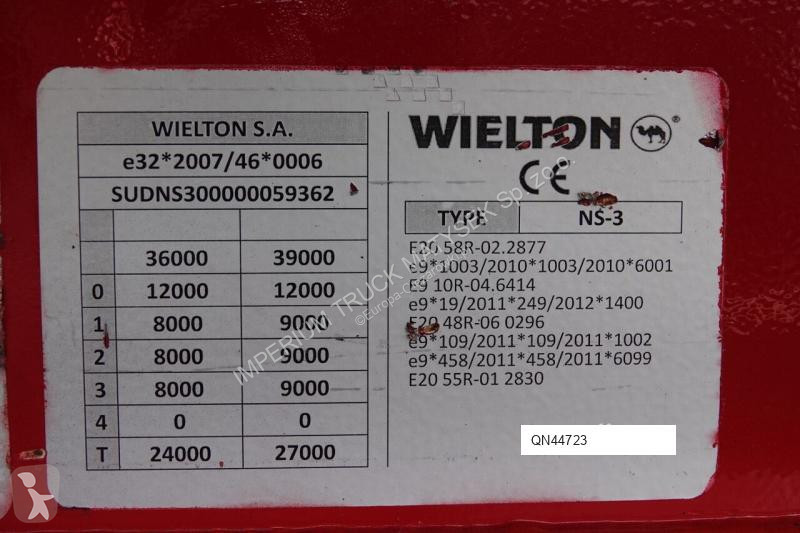 WIELTON S.A.
e32*2007/46*0006
SUDNS300000059362
36000 39000
0 12000 12000
1 8000 9000
2 8000 9000
3 8000 9000
4 0 0
T 24000 27000
WIELTON ®
CE
TYPE NS-3
E20 58R-02.2877
e9*1003/2010*1003/2010*6001
E9 10R-04.6414
e9*19/2011*249/2012*1400
E20 48R-06 0296
e9*109/2011*109/2011*1002
e9*458/2011*458/2011*6099
E20 55R-01 2830
QN44723
IMPERIUM TRUCK MATYSEK Sp. z o.o.